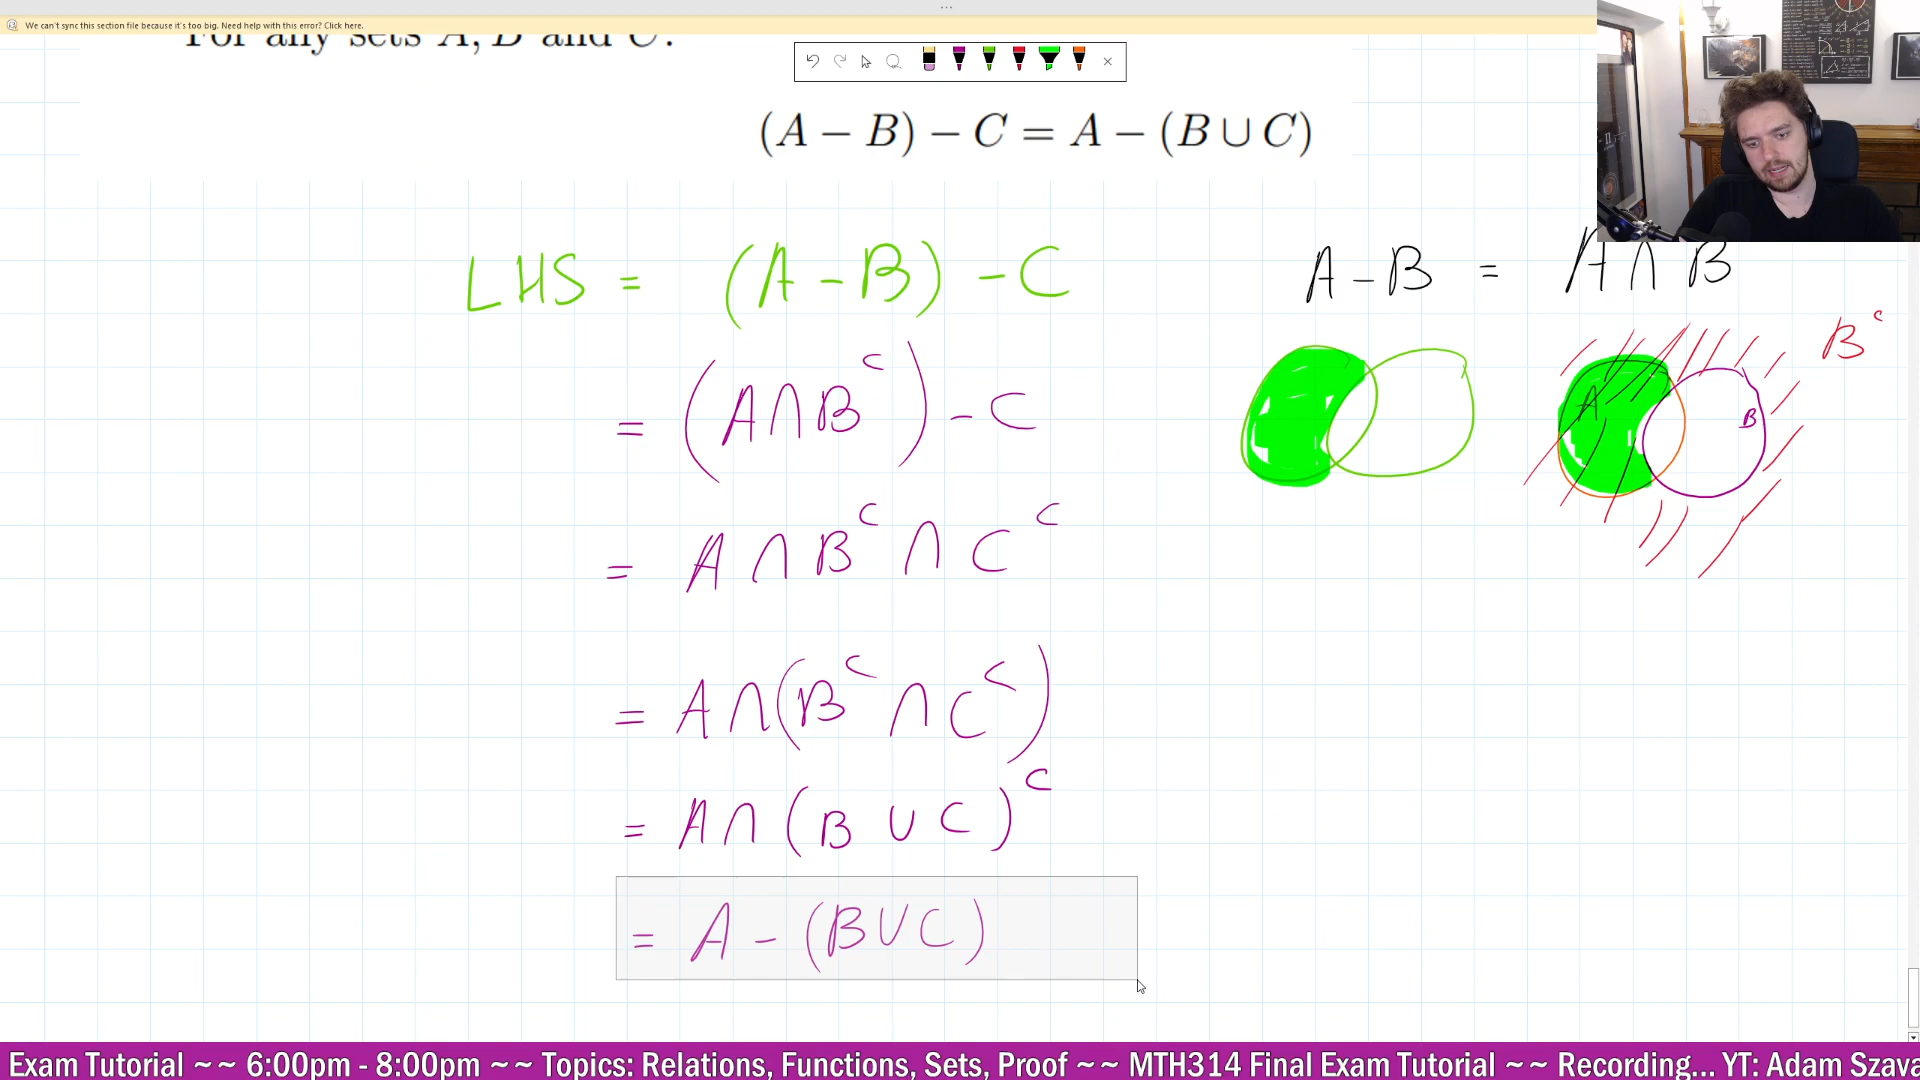 We can't sync this section file because it's too big. Need help with this error? Click here.
For any sets A, B and C:
(A − B) − C = A − (B ∪ C)
LHS = (A − B) − C
= (A ∩ B^c) − C
= A ∩ B^c ∩ C^c
= A ∩ (B^c ∩ C^c)
= A ∩ (B ∪ C)^c
= A − (B ∪ C)
A − B = A ∩ B
B^c
A
B
Exam Tutorial ~~ 6:00pm - 8:00pm ~~ Topics: Relations, Functions, Sets, Proof ~~ MTH314 Final Exam Tutorial ~~ Recording... YT: Adam Szava